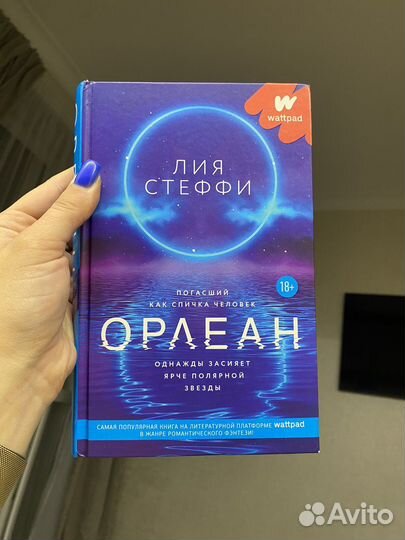 wattpad
ЛИЯ
СТЕФФИ
ПОГАСШИЙ
КАК СПИЧКА ЧЕЛОВЕК
18+
ОРЛЕАН
ОДНАЖДЫ ЗАСИЯЕТ
ЯРЧЕ ПОЛЯРНОЙ
ЗВЕЗДЫ
САМАЯ ПОПУЛЯРНАЯ КНИГА НА ЛИТЕРАТУРНОЙ ПЛАТФОРМЕ wattpad
В ЖАНРЕ РОМАНТИЧЕСКОГО ФЭНТЕЗИ!
Avito